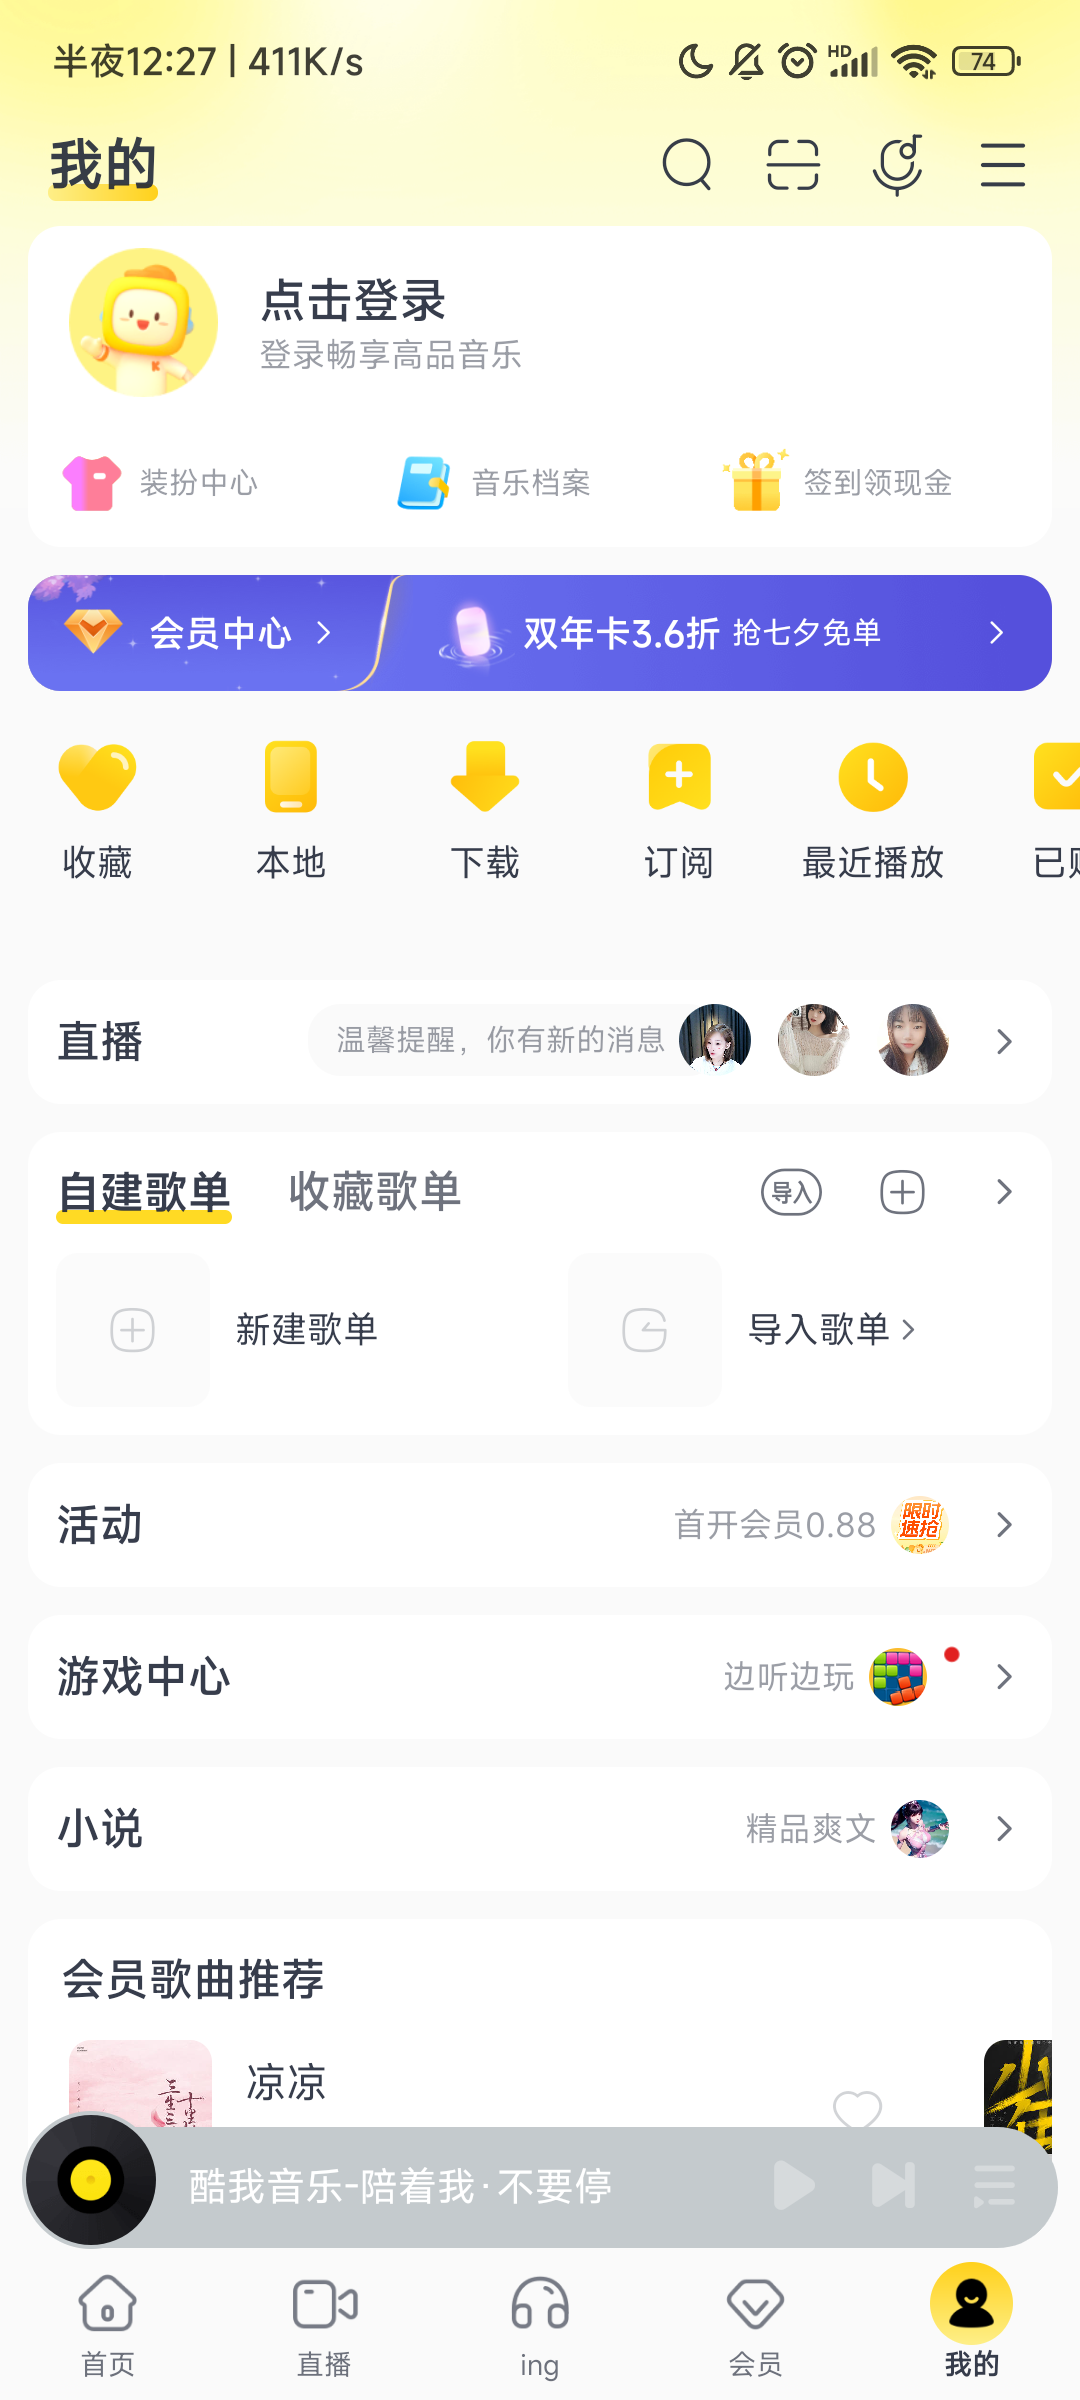 半夜12:27 | 411K/s
HD
74
我的
点击登录
登录畅享高品音乐
装扮中心
音乐档案
签到领现金
会员中心
双年卡3.6折 抢七夕免单
收藏
本地
下载
订阅
最近播放
直播
温馨提醒，你有新的消息
自建歌单
收藏歌单
导入
新建歌单
导入歌单
活动
首开会员0.88
限时
速抢
游戏中心
边听边玩
小说
精品爽文
会员歌曲推荐
凉凉
酷我音乐-陪着我·不要停
首页
直播
ing
会员
我的